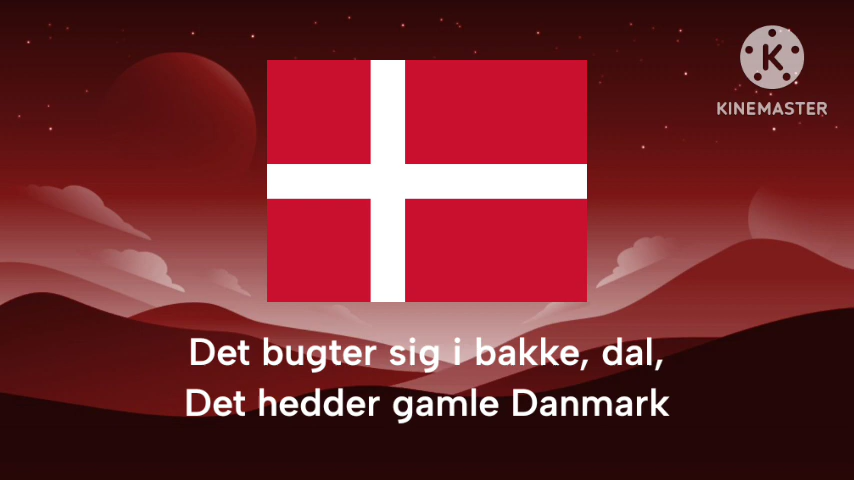 KINEMASTER
Det bugter sig i bakke, dal,
Det hedder gamle Danmark